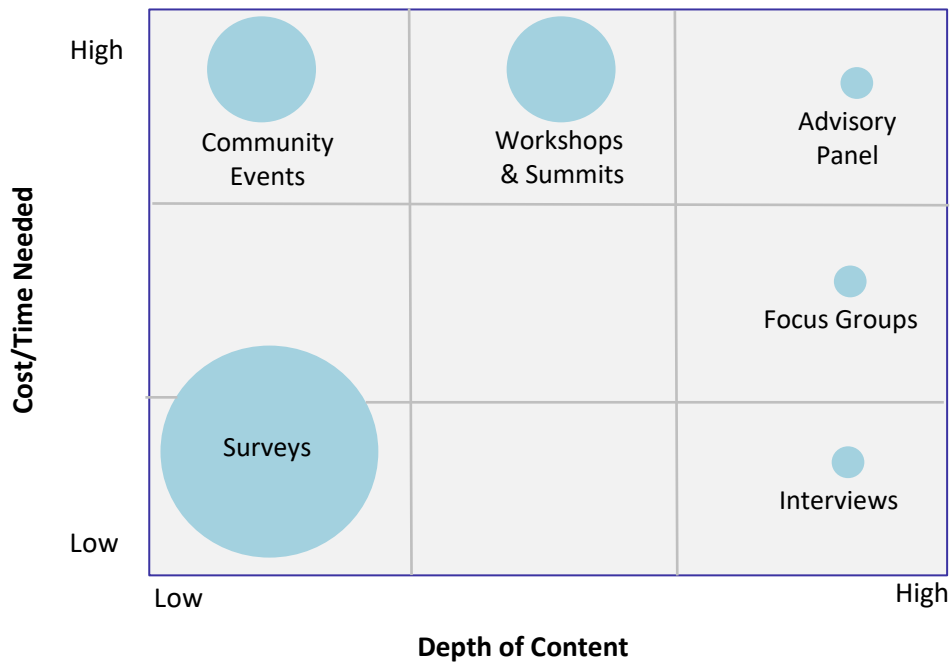 High
Community
Events
Workshops
& Summits
Advisory
Panel
Cost/Time Needed
Focus Groups
Surveys
Interviews
Low
Low
High
Depth of Content